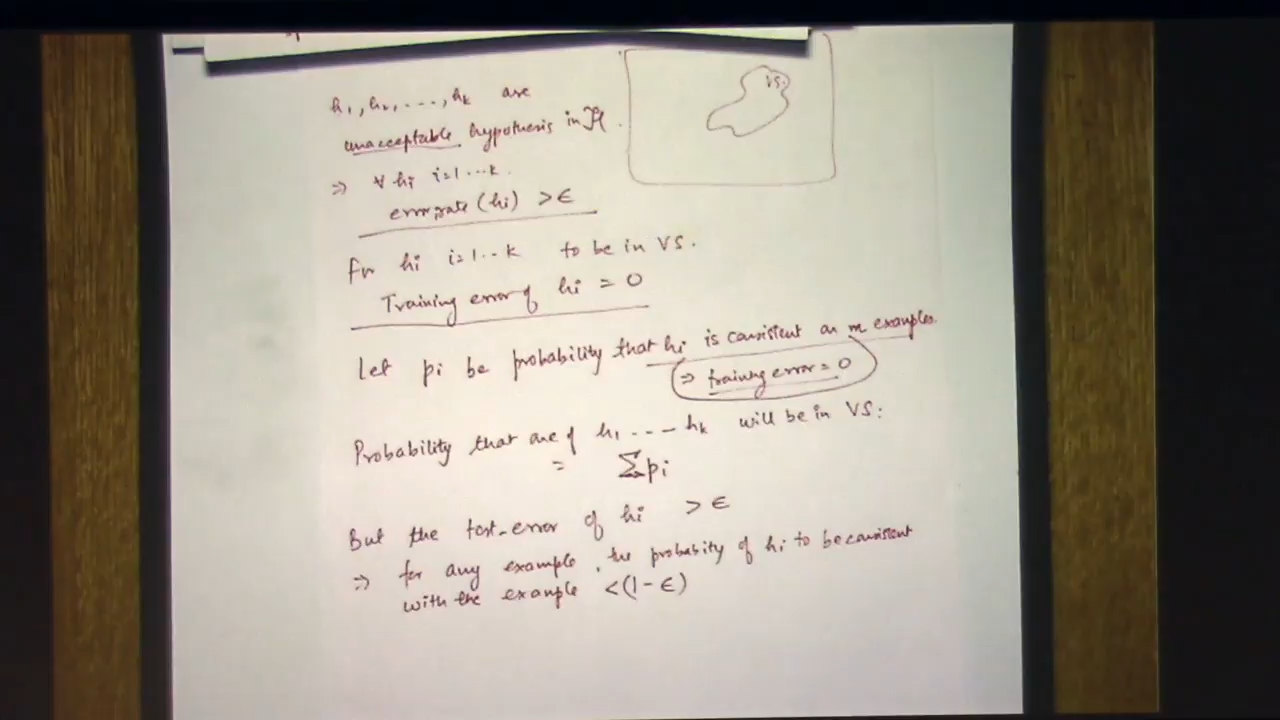 h₁, h₂, ..., hₖ are
unacceptable hypothesis in ℋ.
⇒ ∀ hi i=1...k.
error-rate (hi) > ∈
For hi i=1..k to be in VS.
Training error of hi = 0
Let pi be probability that hi is consistent on m examples.
⇒ training error = 0
Probability that one of h₁ --- hₖ will be in VS:
= Σpi
But the test-error of hi > ∈
⇒ for any example, the probabity of hi to be consistent
with the example <(1-∈)
VS.